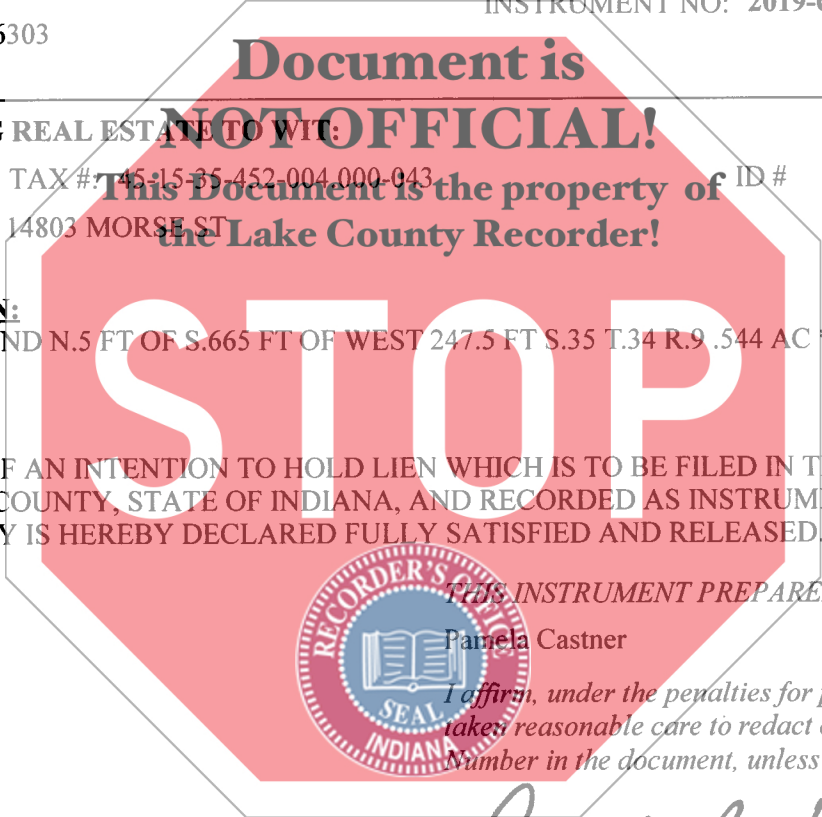 INSTRUMENT NO: 2019-
6303
Document is
NOT OFFICIAL!
REAL ESTATE TO WIT:
TAX #: 45-15-35-452-004.000-043 ID #
This Document is the property of
14803 MORSE ST
the Lake County Recorder!
N:
ND N.5 FT OF S.665 FT OF WEST 247.5 FT S.35 T.34 R.9 .544 AC
STOP
F AN INTENTION TO HOLD LIEN WHICH IS TO BE FILED IN T
COUNTY, STATE OF INDIANA, AND RECORDED AS INSTRUM
Y IS HEREBY DECLARED FULLY SATISFIED AND RELEASED.
RECORDER'S OFFICE
SEAL
INDIANA
THIS INSTRUMENT PREPARE
Pamela Castner
I affirm, under the penalties for p
taken reasonable care to redact
Number in the document, unless